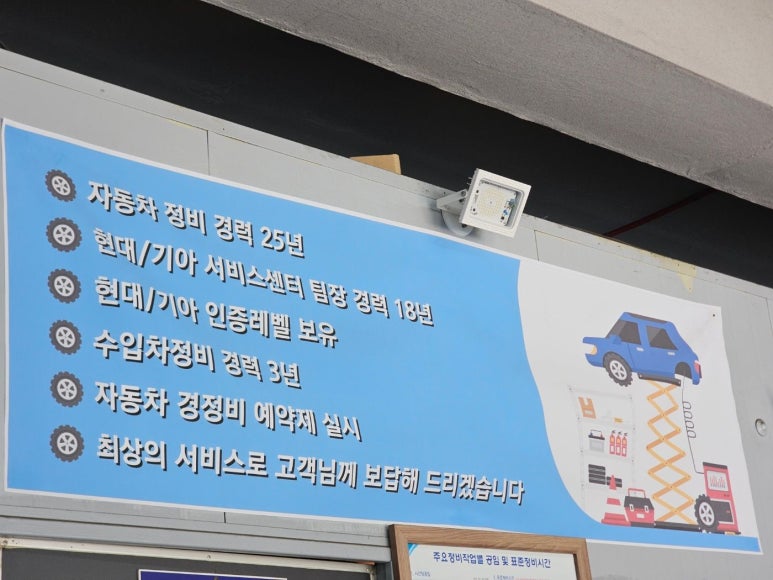 자동차 정비 경력 25년
현대/기아 서비스센터 팀장 경력 18년
현대/기아 인증레벨 보유
수입차정비 경력 3년
자동차 경정비 예약제 실시
최상의 서비스로 고객님께 보답해 드리겠습니다
주요정비작업별 공임 및 표준정비시간